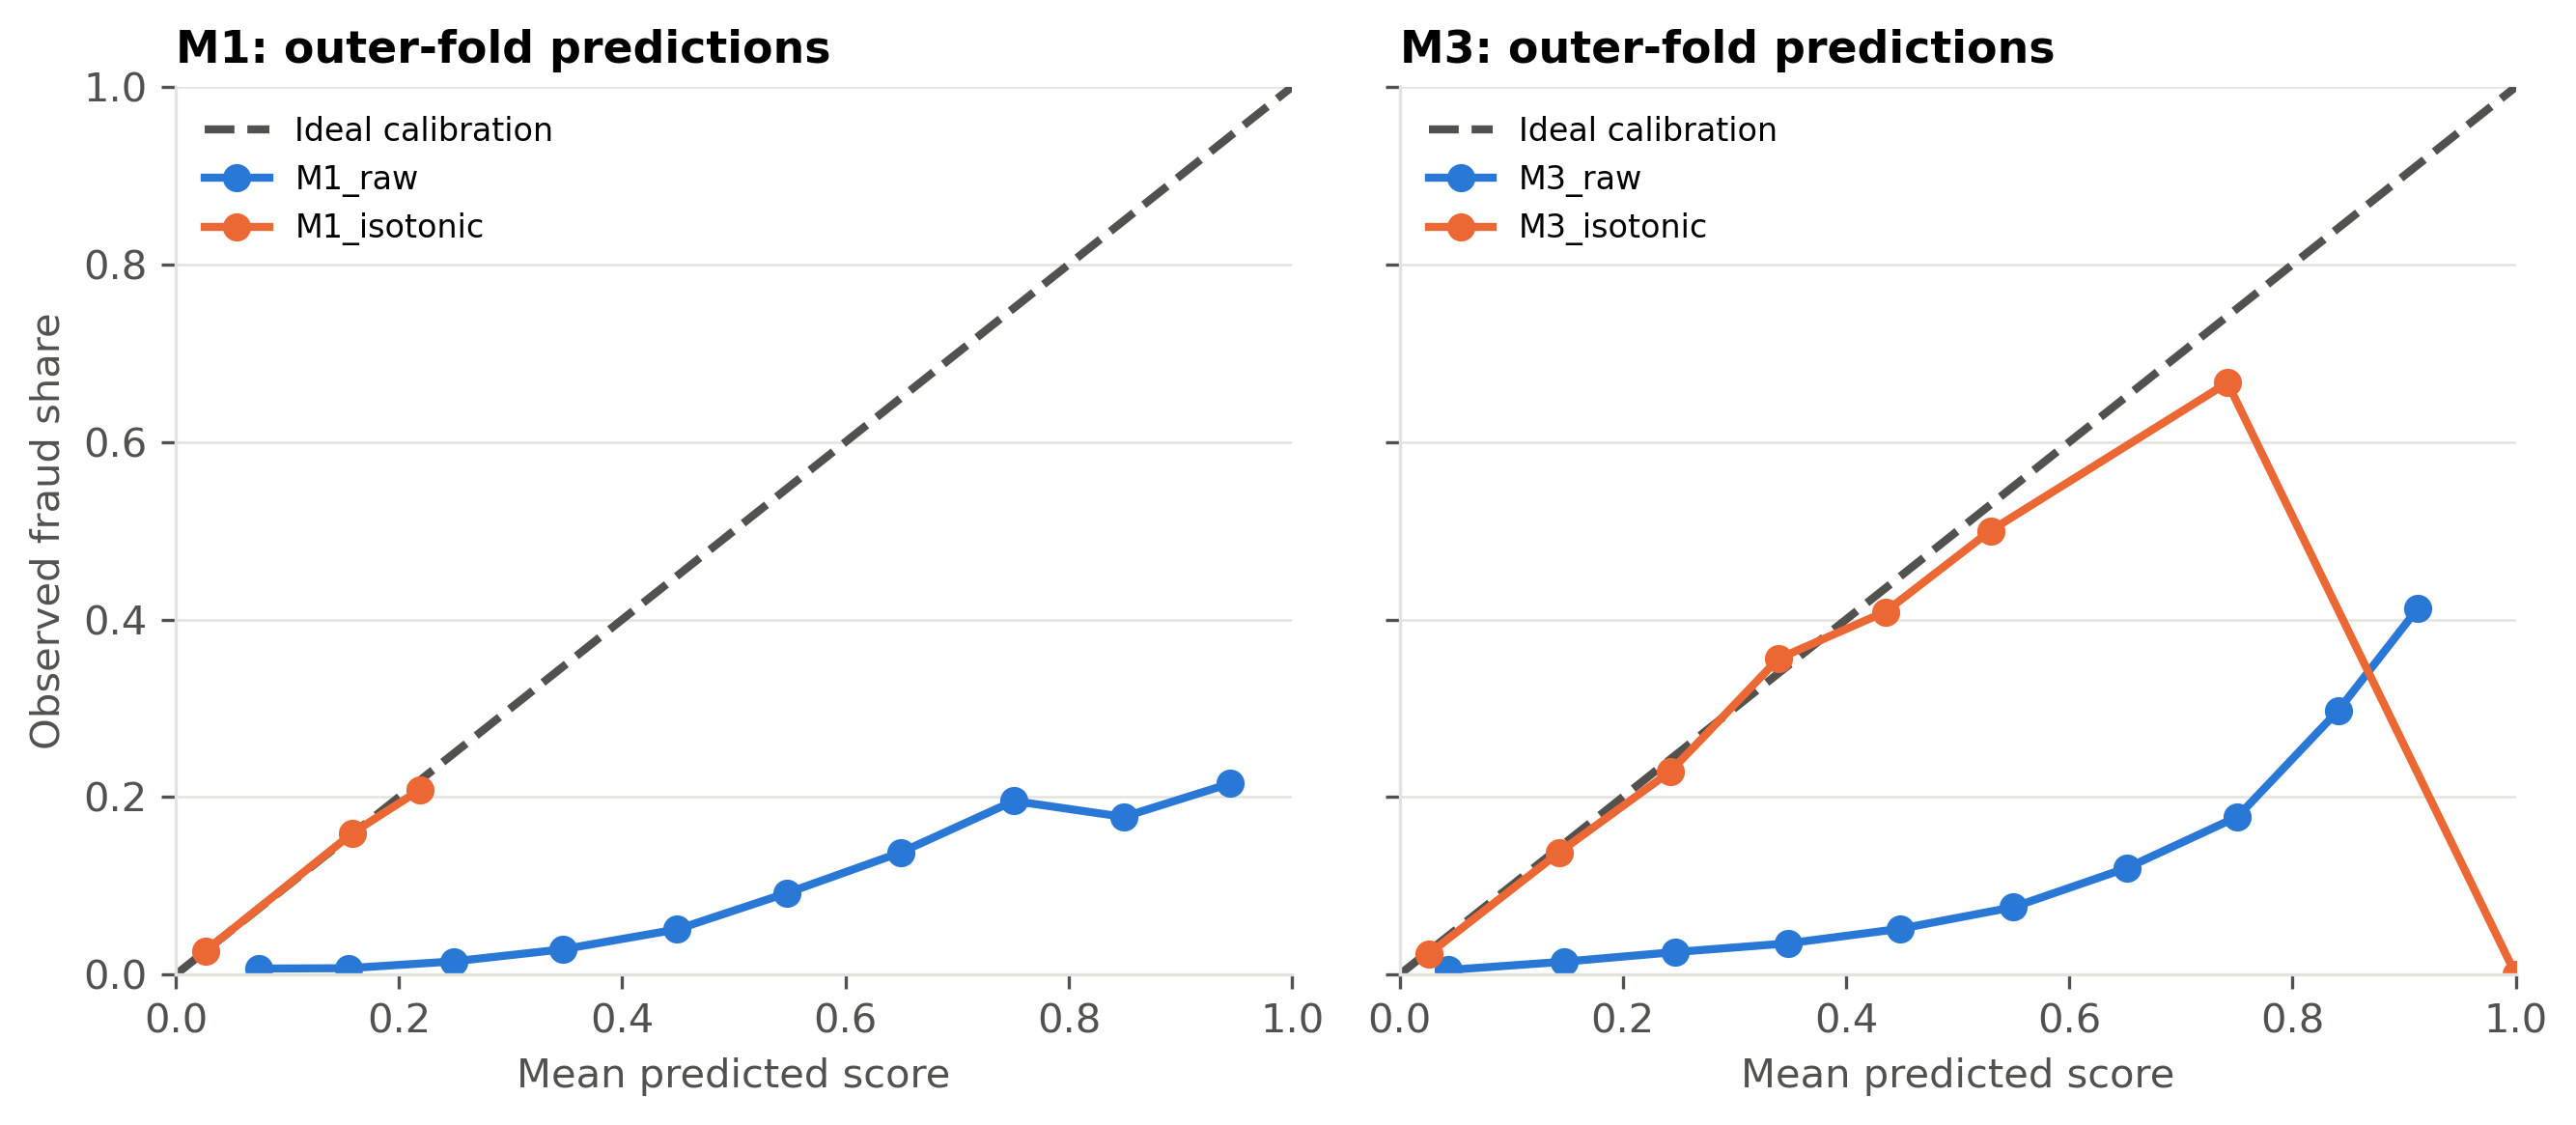 M1: outer-fold predictions
Ideal calibration
M1_raw
M1_isotonic
Observed fraud share
1.0
0.8
0.6
0.4
0.2
0.0
0.0 0.2 0.4 0.6 0.8 1.0
Mean predicted score
M3: outer-fold predictions
Ideal calibration
M3_raw
M3_isotonic
0.0 0.2 0.4 0.6 0.8 1.0
Mean predicted score